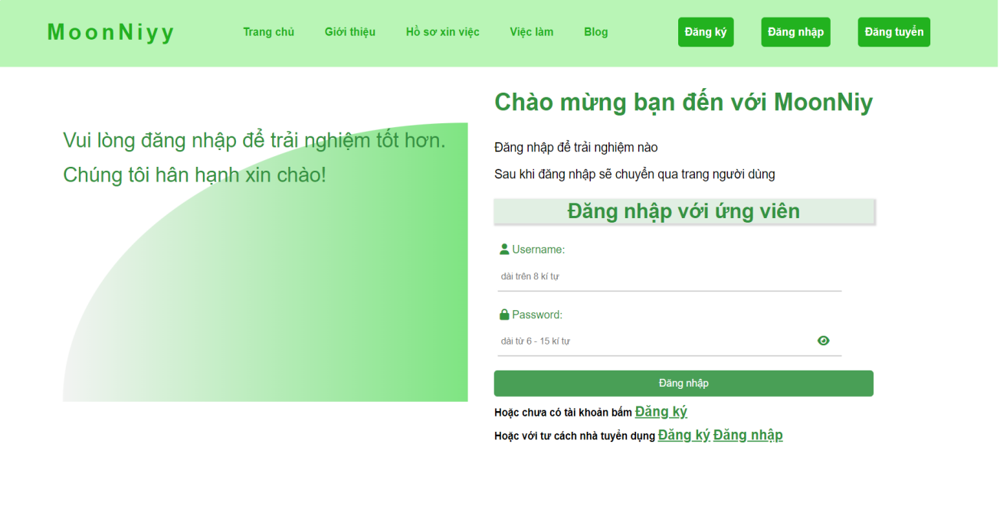 MoonNiyy Trang chủ Giới thiệu Hồ sơ xin việc Việc làm Blog Đăng ký Đăng nhập Đăng tuyển
Vui lòng đăng nhập để trải nghiệm tốt hơn.
Chúng tôi hân hạnh xin chào!
Chào mừng bạn đến với MoonNiy
Đăng nhập để trải nghiệm nào
Sau khi đăng nhập sẽ chuyển qua trang người dùng
Đăng nhập với ứng viên
Username:
dài trên 8 kí tự
Password:
dài từ 6 - 15 kí tự
Đăng nhập
Hoặc chưa có tài khoản bấm Đăng ký
Hoặc với tư cách nhà tuyển dụng Đăng ký Đăng nhập